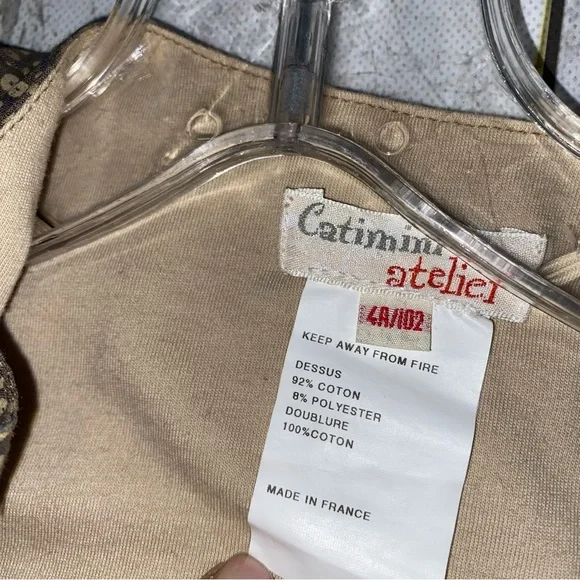 Catimini
atelier
4A/102
KEEP AWAY FROM FIRE
DESSUS
92% COTON
8% POLYESTER
DOUBLURE
100%COTON
MADE IN FRANCE